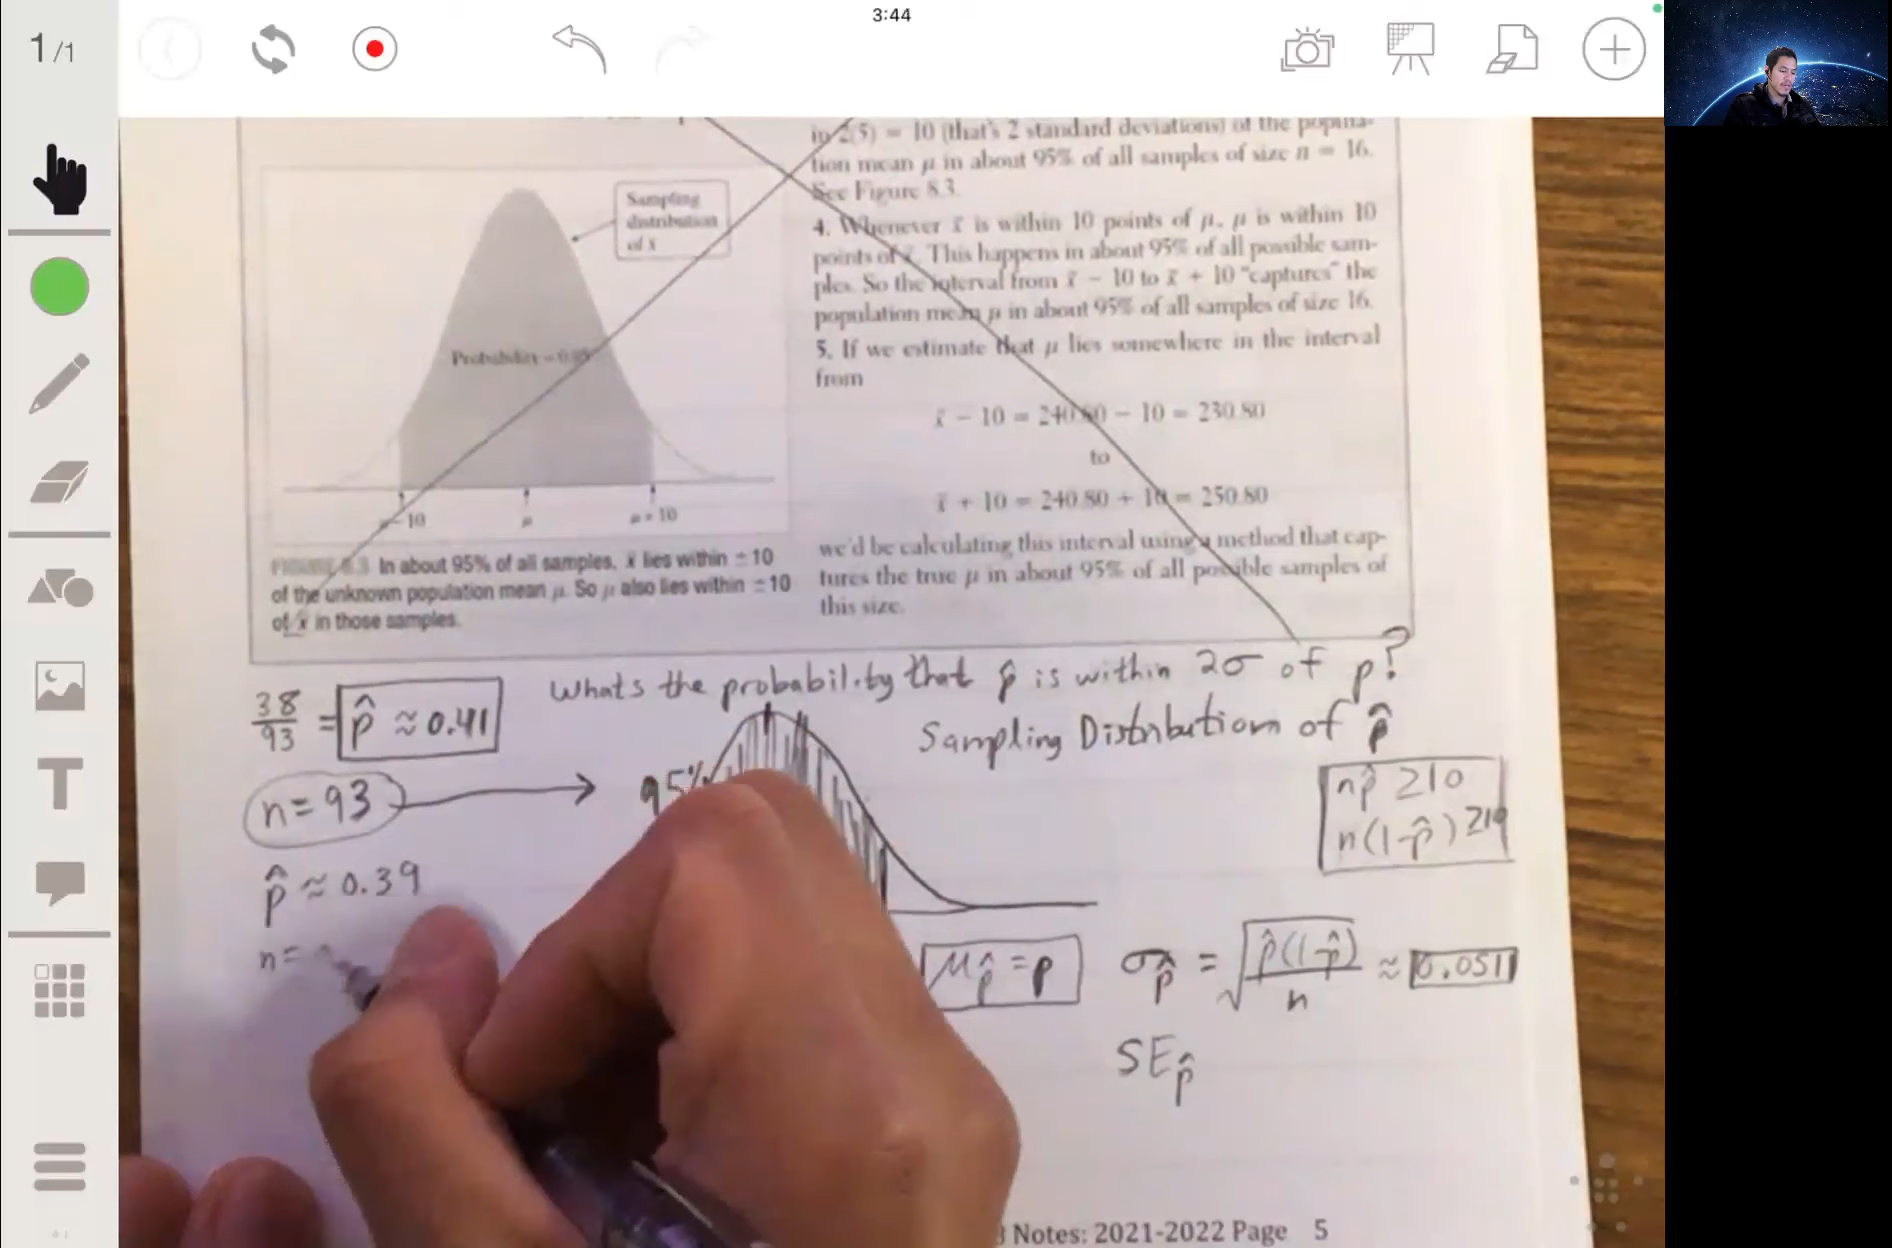 3:44
1/1
in 2(5) = 10 (that's 2 standard deviations) of the popula-
tion mean μ in about 95% of all samples of size n = 16.
See Figure 8.3.
Sampling
distribution
of x̄
4. Whenever x̄ is within 10 points of μ, μ is within 10
points of x̄. This happens in about 95% of all possible sam-
ples. So the interval from x̄ − 10 to x̄ + 10 "captures" the
population mean μ in about 95% of all samples of size 16.
5. If we estimate that μ lies somewhere in the interval
from
Probability = 0.95
x̄ − 10 = 240.80 − 10 = 230.80
to
x̄ + 10 = 240.80 + 10 = 250.80
μ − 10
μ
μ + 10
we'd be calculating this interval using a method that cap-
tures the true μ in about 95% of all possible samples of
this size.
FIGURE 8.3 In about 95% of all samples, x̄ lies within ±10
of the unknown population mean μ. So μ also lies within ±10
of x̄ in those samples.
Whats the probability that p̂ is within 2σ of p?
38/93 = p̂ ≈ 0.41
Sampling Distribution of p̂
n = 93
95%
np̂ ≥10
n(1-p̂) ≥10
p̂ ≈ 0.39
n =
μp̂ = p
σp̂ = √(p̂(1-p̂)/n) ≈ 0.051
SEp̂
Notes: 2021-2022 Page 5
T